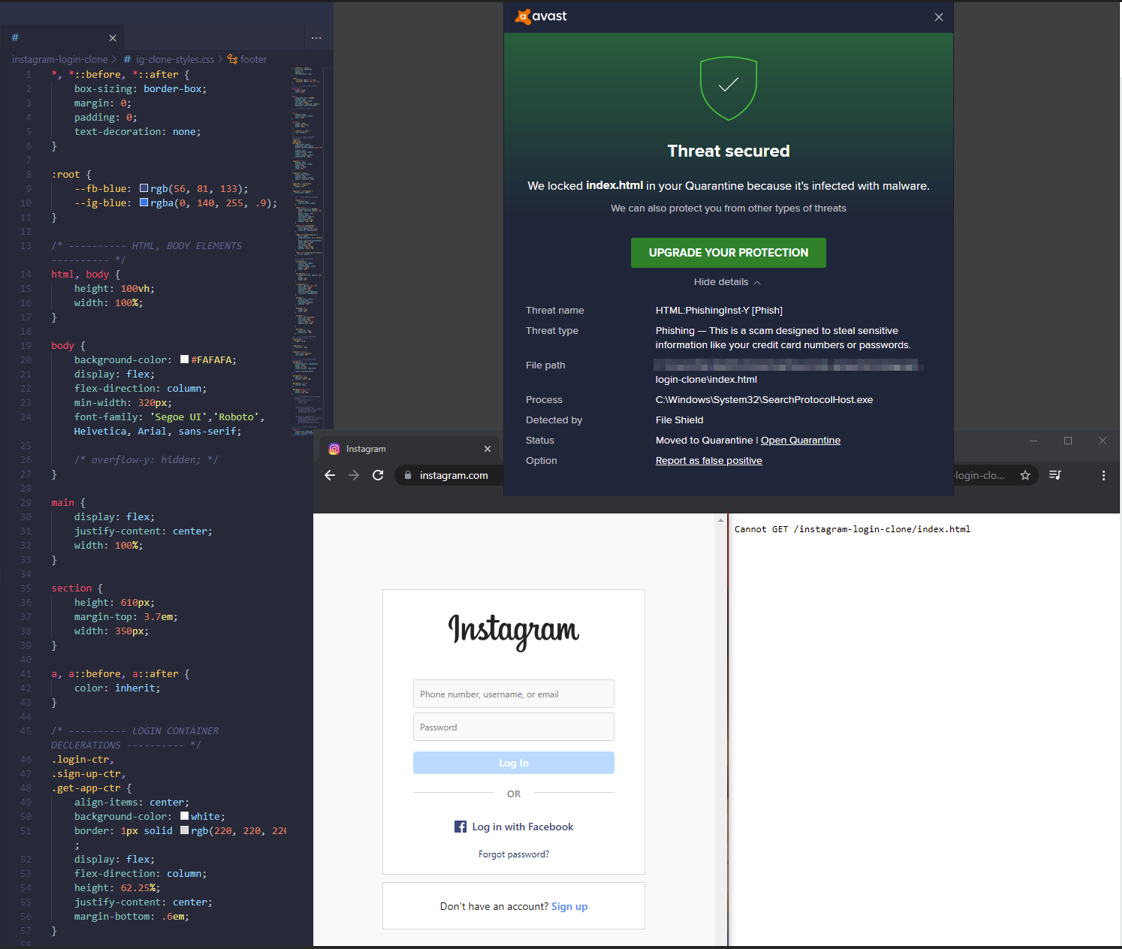 #
instagram-login-clone > # ig-clone-styles.css > footer
1 *, *::before, *::after {
2 box-sizing: border-box;
3 margin: 0;
4 padding: 0;
5 text-decoration: none;
6 }
7
8 :root {
9 --fb-blue: rgb(56, 81, 133);
10 --ig-blue: rgba(0, 140, 255, .9);
11 }
12
13 /* ---------- HTML, BODY ELEMENTS
---------- */
14 html, body {
15 height: 100vh;
16 width: 100%;
17 }
18
19 body {
20 background-color: #FAFAFA;
21 display: flex;
22 flex-direction: column;
23 min-width: 320px;
24 font-family: 'Segoe UI','Roboto',
Helvetica, Arial, sans-serif;
25
26 /* overflow-y: hidden; */
27 }
28
29 main {
30 display: flex;
31 justify-content: center;
32 width: 100%;
33 }
34
35 section {
36 height: 610px;
37 margin-top: 3.7em;
38 width: 350px;
39 }
40
41 a, a::before, a::after {
42 color: inherit;
43 }
44
45 /* ---------- LOGIN CONTAINER
DECLERATIONS ---------- */
46 .login-ctr,
47 .sign-up-ctr,
48 .get-app-ctr {
49 align-items: center;
50 background-color: white;
51 border: 1px solid rgb(220, 220, 220
;
52 display: flex;
53 flex-direction: column;
54 height: 62.25%;
55 justify-content: center;
56 margin-bottom: .6em;
57 }
58
avast
Threat secured
We locked index.html in your Quarantine because it's infected with malware.
We can also protect you from other types of threats
UPGRADE YOUR PROTECTION
Hide details
Threat name HTML:PhishingInst-Y [Phish]
Threat type Phishing — This is a scam designed to steal sensitive
information like your credit card numbers or passwords.
File path
login-clone\index.html
Process C:\Windows\System32\SearchProtocolHost.exe
Detected by File Shield
Status Moved to Quarantine | Open Quarantine
Option Report as false positive
Instagram
instagram.com
-login-clo...
Instagram
Phone number, username, or email
Password
Log In
OR
Log in with Facebook
Forgot password?
Don't have an account? Sign up
Cannot GET /instagram-login-clone/index.html